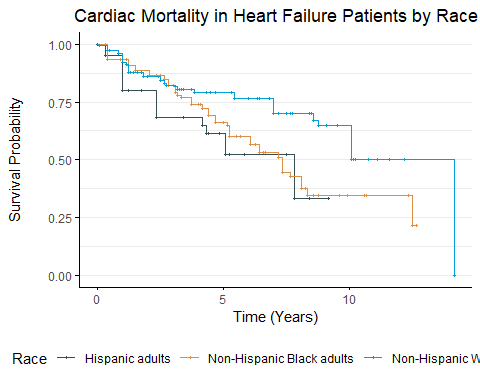 Cardiac Mortality in Heart Failure Patients by Race
1.00
0.75
0.50
0.25
0.00
Survival Probability
0 5 10
Time (Years)
Race Hispanic adults Non-Hispanic Black adults Non-Hispanic W